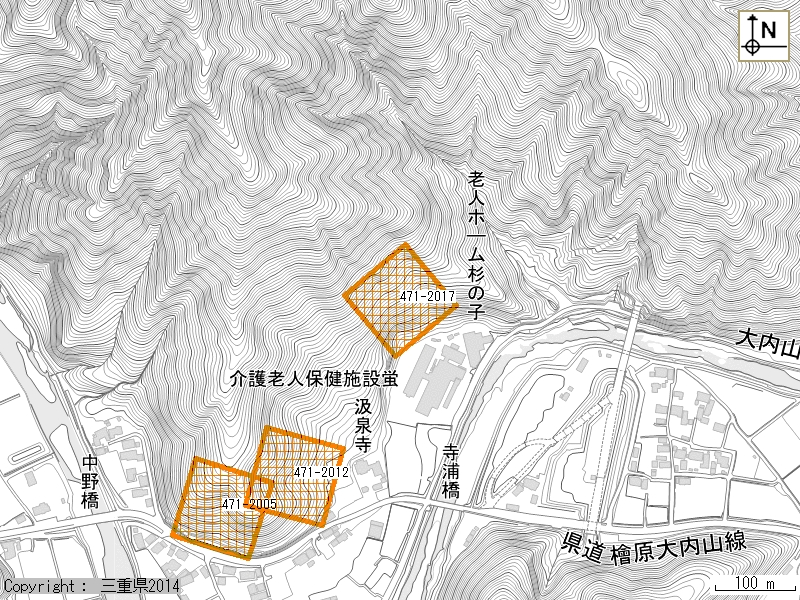 N
老人ホーム杉の子
471-2017
大内山
介護老人保健施設蛍
汲泉寺
中野橋
471-2012
寺浦橋
471-2005
県道檜原大内山線
Copyright : 三重県2014
100 m